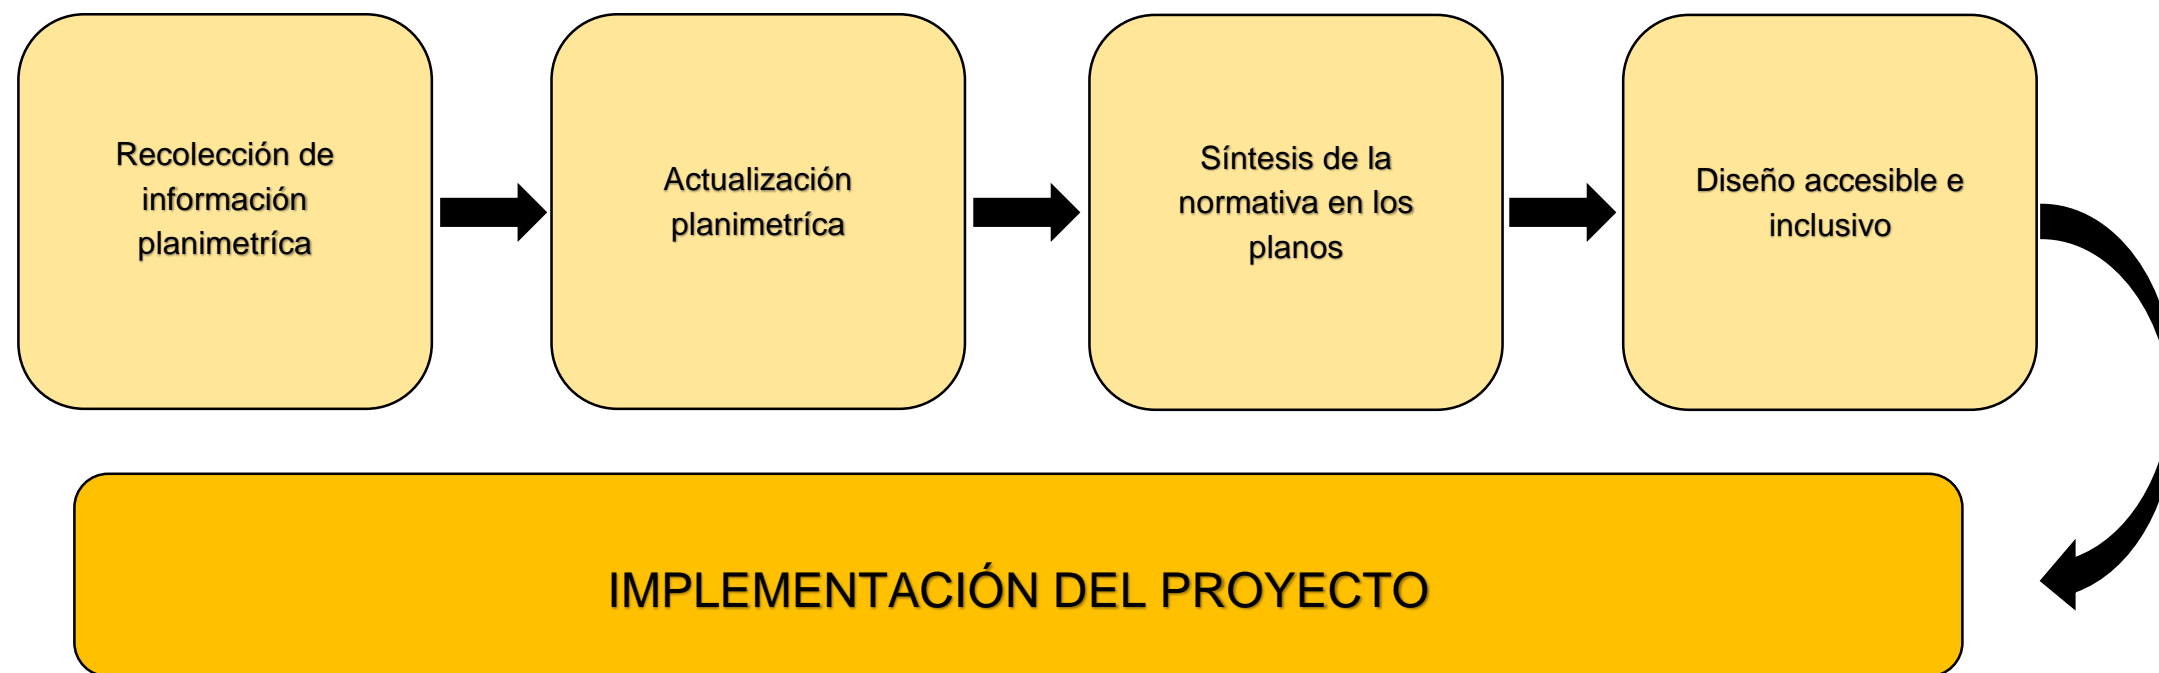 Recolección de
información
planimetríca
Actualización
planimetríca
Síntesis de la
normativa en los
planos
Diseño accesible e
inclusivo
IMPLEMENTACIÓN DEL PROYECTO